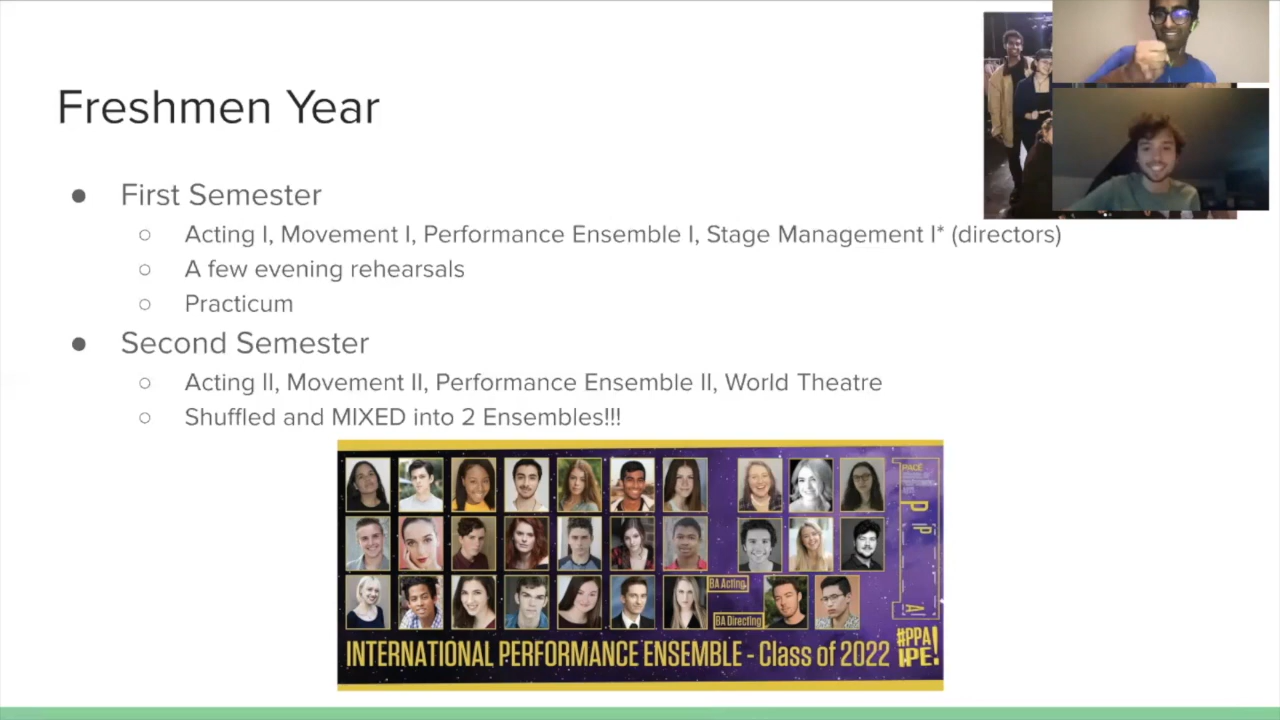 Freshmen Year
● First Semester
○ Acting I, Movement I, Performance Ensemble I, Stage Management I* (directors)
○ A few evening rehearsals
○ Practicum
● Second Semester
○ Acting II, Movement II, Performance Ensemble II, World Theatre
○ Shuffled and MIXED into 2 Ensembles!!!
PACE
BA Acting
BA Directing
INTERNATIONAL PERFORMANCE ENSEMBLE - Class of 2022
#PPA
IPE!